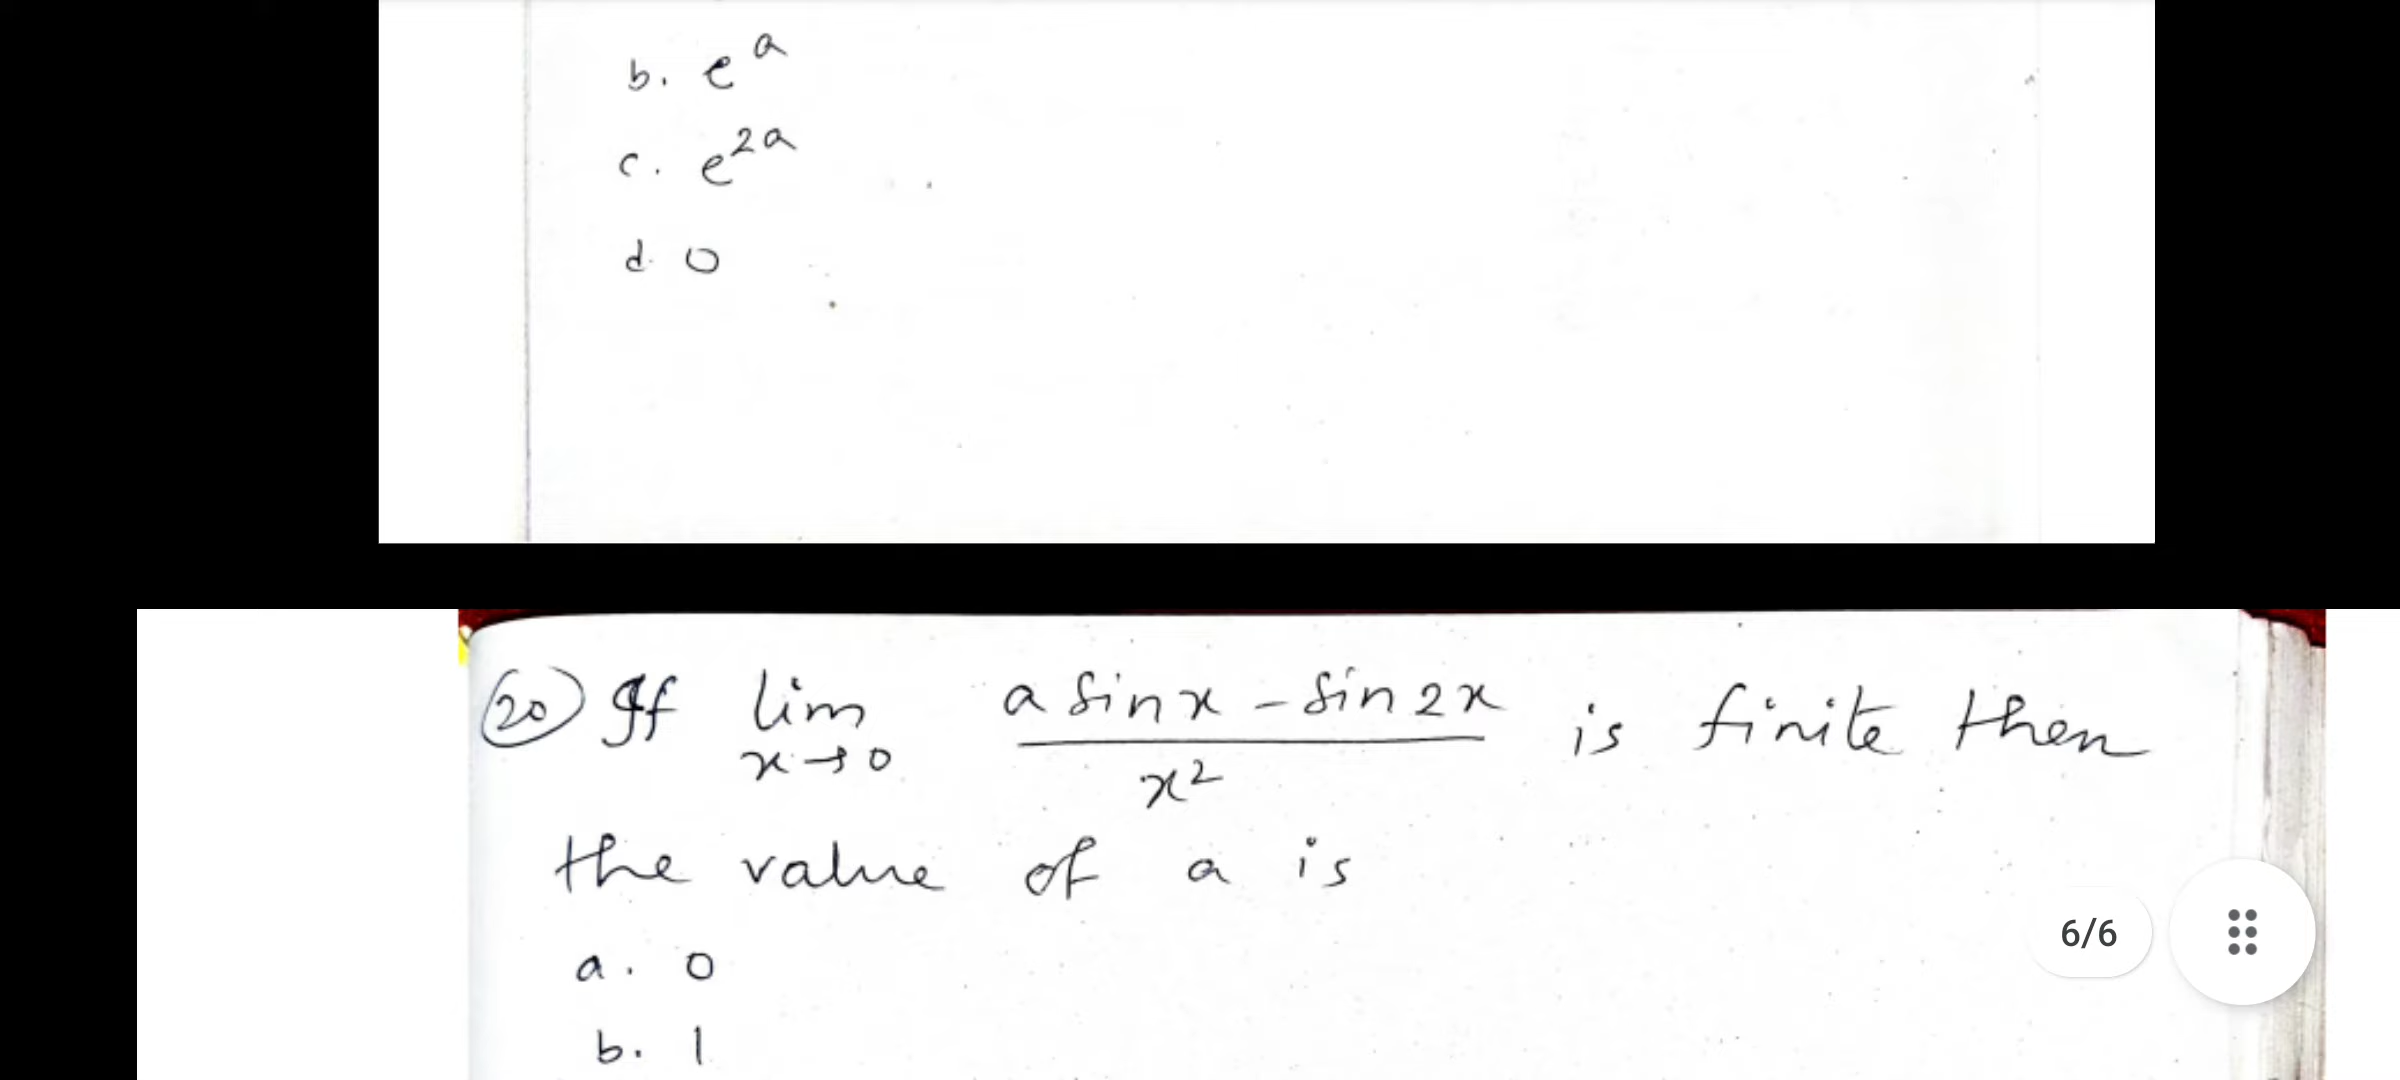 b. e^a
c. e^2a
d. 0
(20) If lim x→0 (a sin x - sin 2x) / x^2 is finite then
the value of a is
a. 0
b. 1
6/6